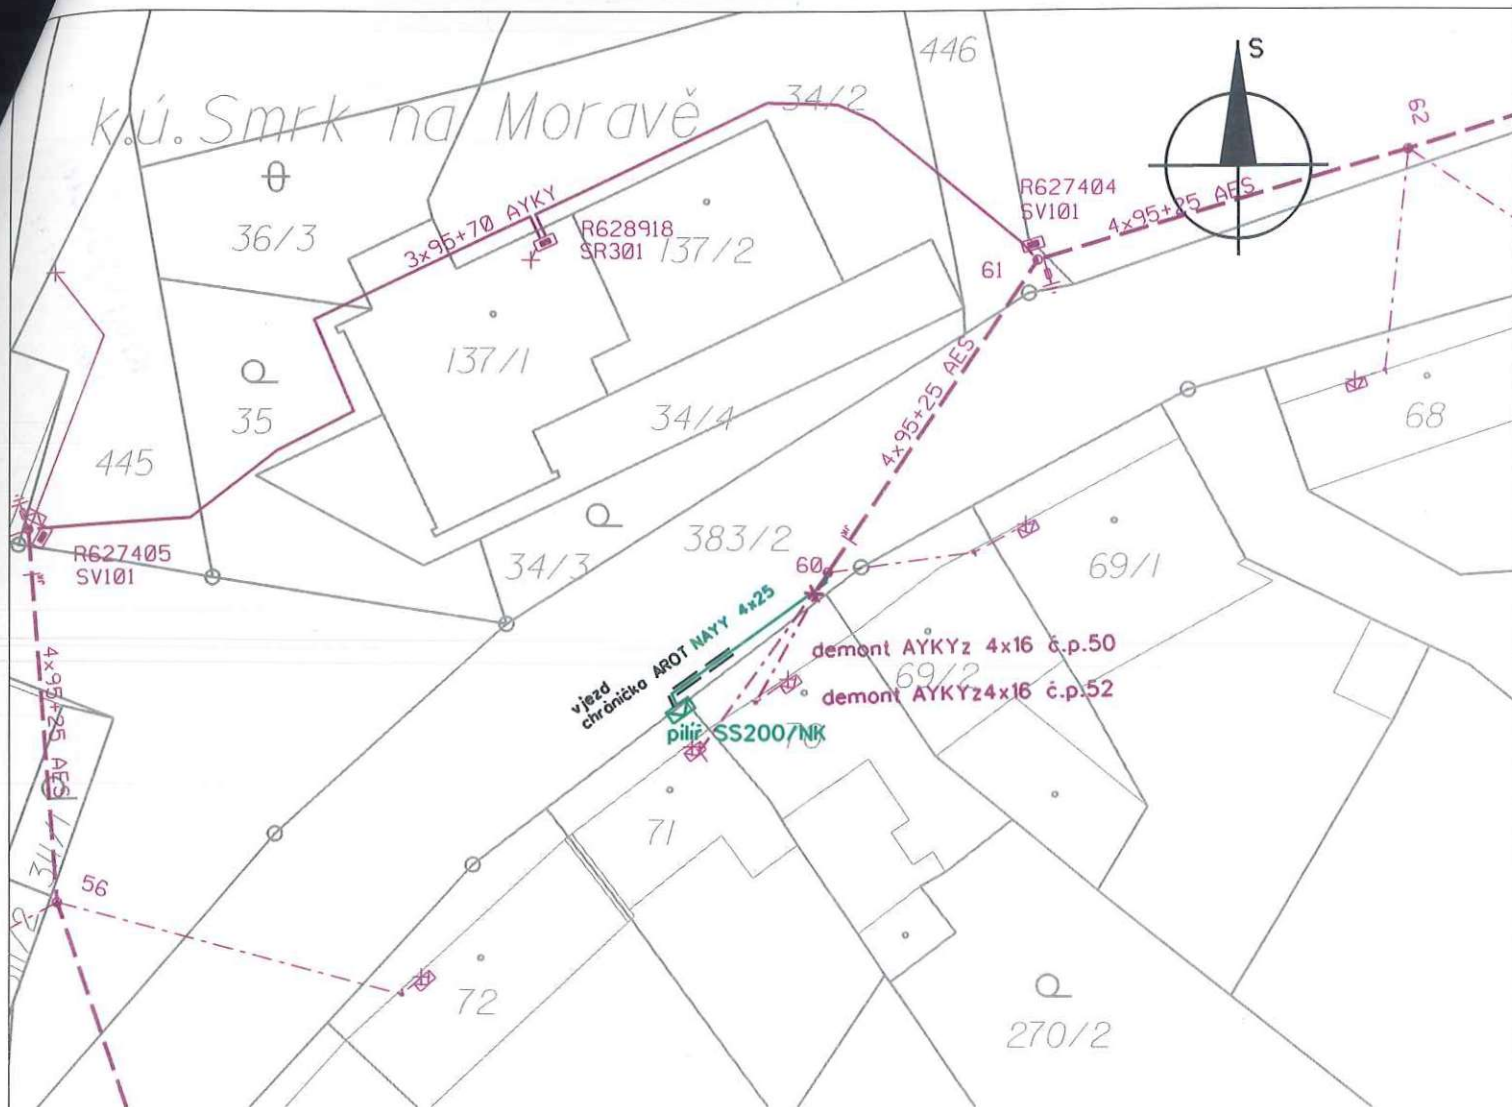 446
S
62
34/2
k.ú. Smrk na Moravě
R627404
SV101
4x95+25 AES
3x95+70 AYKY
R628918
SR301
36/3
137/2
61
137/1
35
34/4
4x95+25 AES
68
445
R627405
SV101
34/3
383/2
60
69/1
vjezd
chránička AROT NAYY 4x25
demont AYKYz 4x16 č.p.50
69/2
demont AYKYz4x16 č.p.52
pilíř SS200/NK
70
4x95+25 AES
71
56
72
270/2